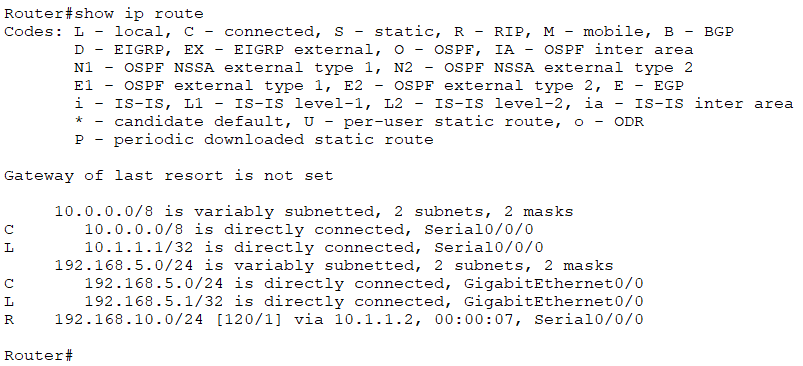 Router#show ip route
Codes: L - local, C - connected, S - static, R - RIP, M - mobile, B - BGP
       D - EIGRP, EX - EIGRP external, O - OSPF, IA - OSPF inter area
       N1 - OSPF NSSA external type 1, N2 - OSPF NSSA external type 2
       E1 - OSPF external type 1, E2 - OSPF external type 2, E - EGP
       i - IS-IS, L1 - IS-IS level-1, L2 - IS-IS level-2, ia - IS-IS inter area
       * - candidate default, U - per-user static route, o - ODR
       P - periodic downloaded static route

Gateway of last resort is not set

     10.0.0.0/8 is variably subnetted, 2 subnets, 2 masks
C       10.0.0.0/8 is directly connected, Serial0/0/0
L       10.1.1.1/32 is directly connected, Serial0/0/0
     192.168.5.0/24 is variably subnetted, 2 subnets, 2 masks
C       192.168.5.0/24 is directly connected, GigabitEthernet0/0
L       192.168.5.1/32 is directly connected, GigabitEthernet0/0
R    192.168.10.0/24 [120/1] via 10.1.1.2, 00:00:07, Serial0/0/0

Router#